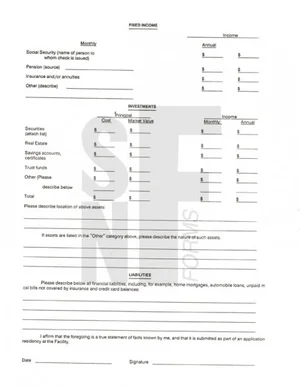 FIXED INCOME
Income
Monthly Annual
Social Security (name of person to
whom check is issued) $ $
Pension (source) $ $
Insurance and/or annuities $ $
Other (describe) $ $
INVESTMENTS
Principal Income
Cost Market Value Monthly Annual
Securities
(attach list) $ $ $ $
Real Estate $ $ $ $
Savings accounts,
certificates $ $ $ $
Trust funds $ $ $ $
Other (Please $ $ $ $
describe below
Total $ $ $ $
Please describe location of above assets:
If assets are listed in the "Other" category above, please describe the nature of such assets.
LIABILITIES
Please describe below all financial liabilities, including, for example, home mortgages, automobile loans, unpaid m
cal bills not covered by insurance and credit card balances:
I affirm that the foregoing is a true statement of facts known by me, and that it is submitted as part of an application
residency at the Facility.
Date Signature
SF
NF
FORMS